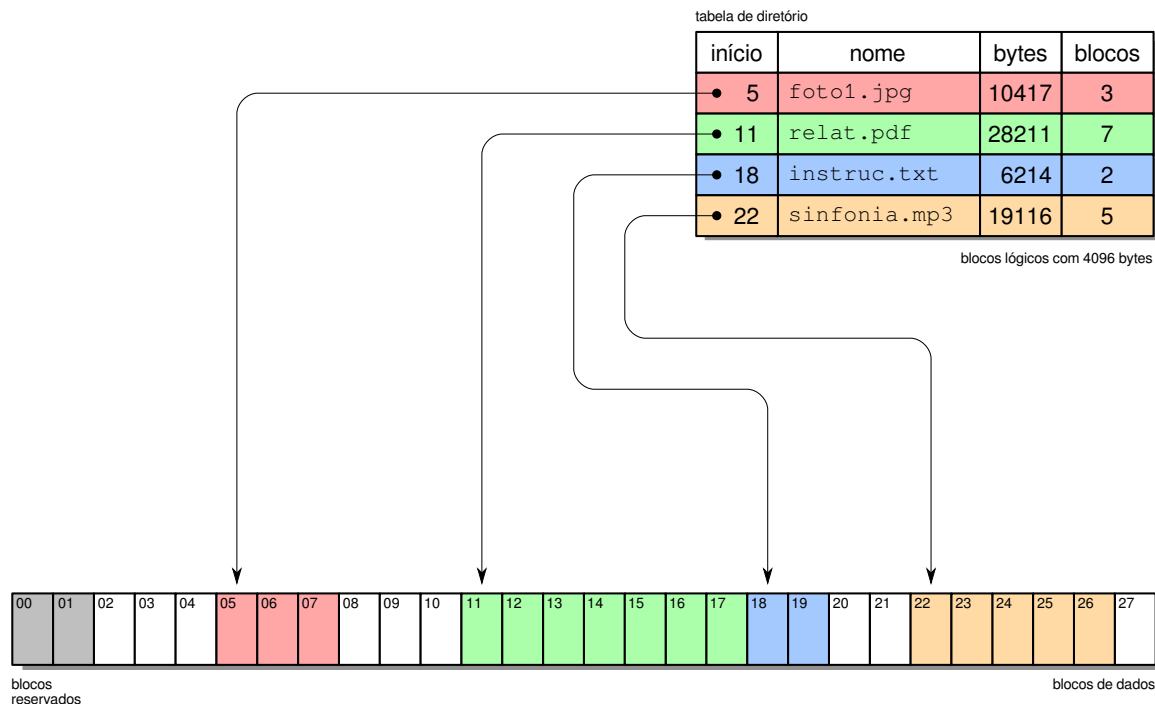 tabela de diretório
início nome bytes blocos
5 foto1.jpg 10417 3
11 relat.pdf 28211 7
18 instruc.txt 6214 2
22 sinfonia.mp3 19116 5
blocos lógicos com 4096 bytes
00 01 02 03 04 05 06 07 08 09 10 11 12 13 14 15 16 17 18 19 20 21 22 23 24 25 26 27
blocos reservados
blocos de dados